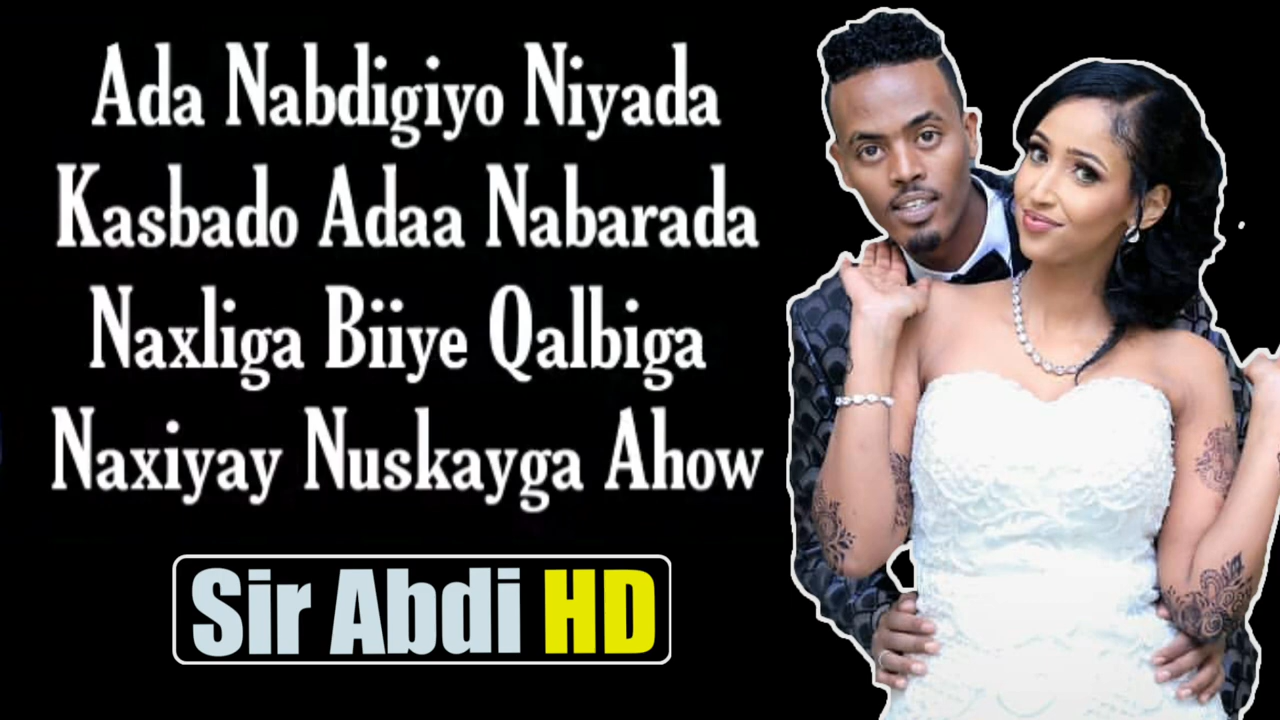 Ada Nabdigiyo Niyada
Kasbado Adaa Nabarada
Naxliga Biiye Qalbiga
Naxiyay Nuskayga Ahow
Sir Abdi HD